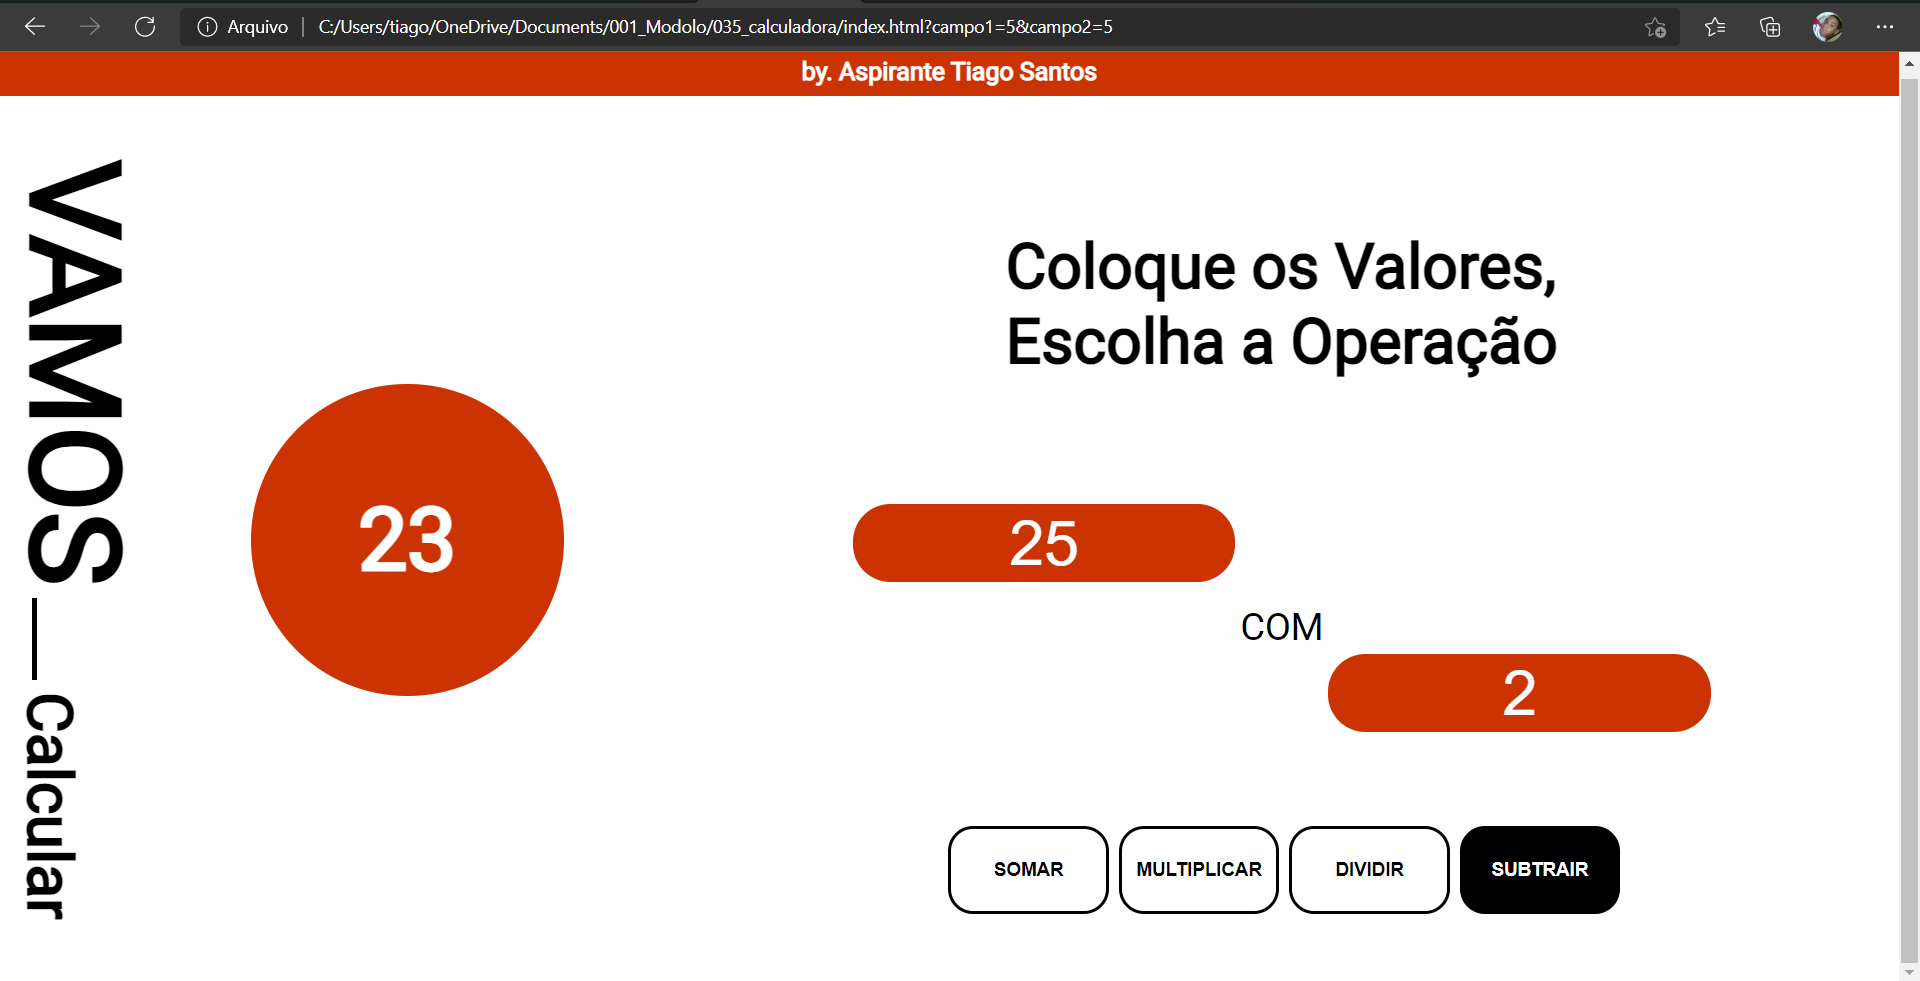 Arquivo
C:/Users/tiago/OneDrive/Documents/001_Modolo/035_calculadora/index.html?campo1=5&campo2=5
by. Aspirante Tiago Santos
VAMOS
Calcular
23
Coloque os Valores,
Escolha a Operação
25
COM
2
SOMAR MULTIPLICAR DIVIDIR SUBTRAIR